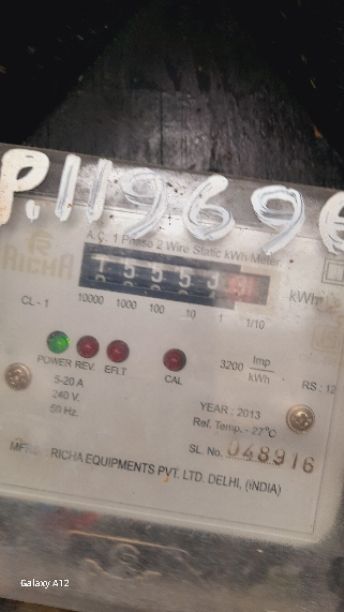 P.119696
RICHA
A.C. 1 Phase 2 Wire Static kWh Meter
kWh
CL - 1 10000 1000 100 10 1 1/10
POWER REV. EFLT CAL
3200 Imp/kWh
RS : 12
5-20 A
240 V.
50 Hz.
YEAR : 2013
Ref. Temp. - 27°C
SL. No. 048916
MFRS. RICHA EQUIPMENTS PVT. LTD. DELHI, (INDIA)
Galaxy A12